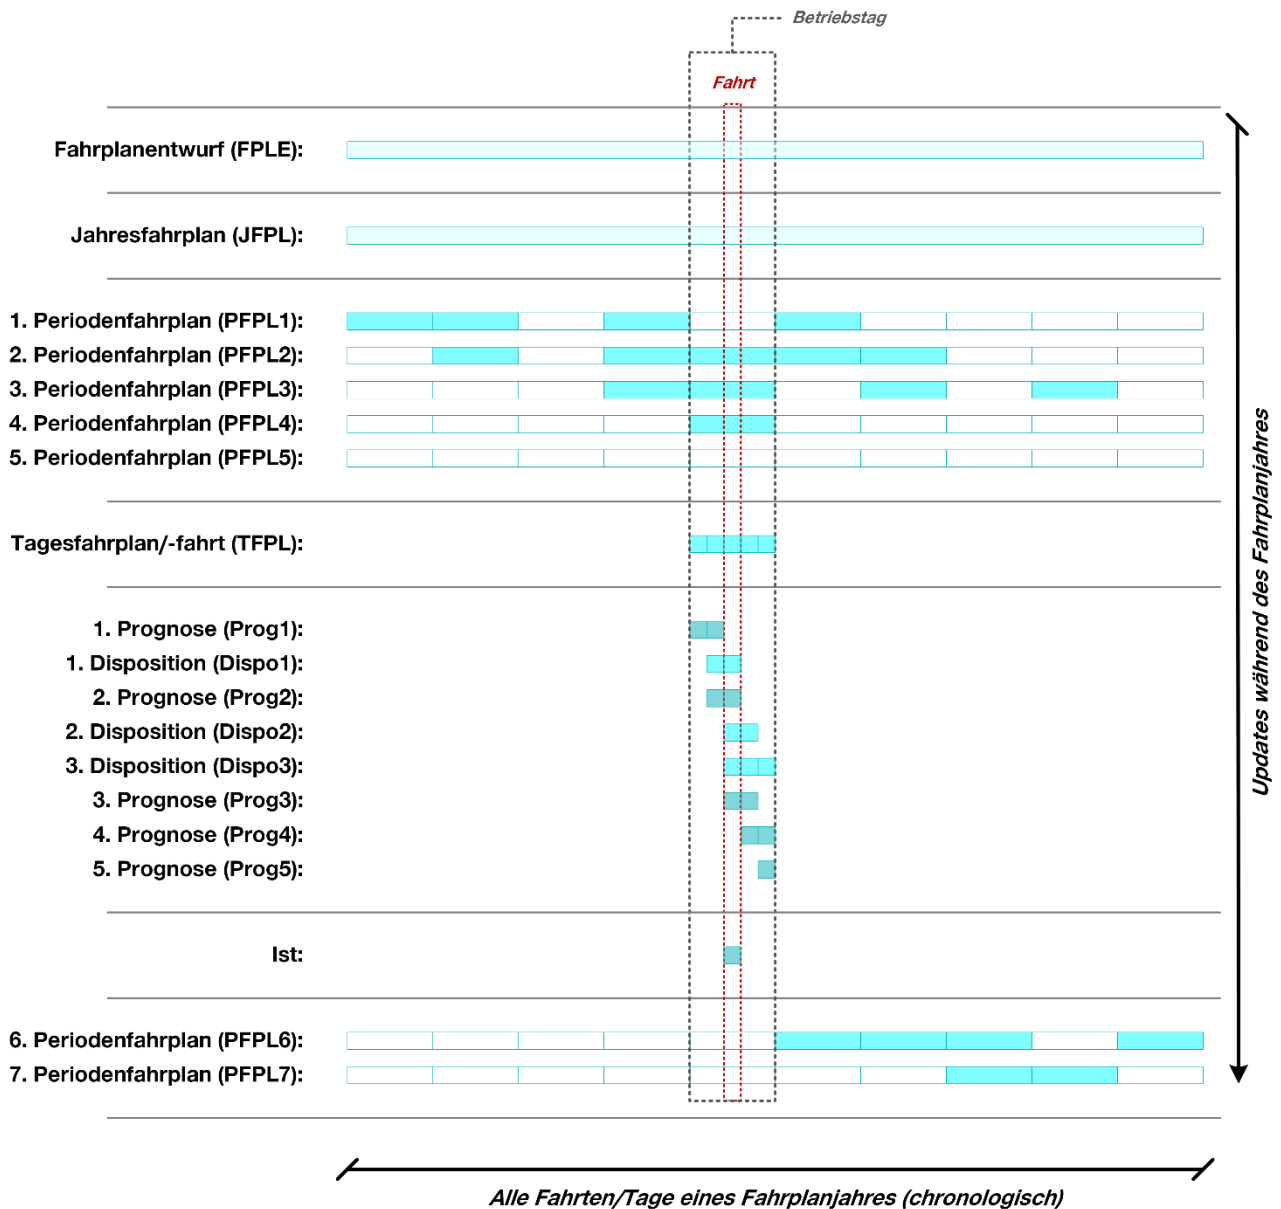 Betriebstag
Fahrt
Fahrplanentwurf (FPLE):
Jahresfahrplan (JFPL):
1. Periodenfahrplan (PFPL1):
2. Periodenfahrplan (PFPL2):
3. Periodenfahrplan (PFPL3):
4. Periodenfahrplan (PFPL4):
5. Periodenfahrplan (PFPL5):
Tagesfahrplan/-fahrt (TFPL):
1. Prognose (Prog1):
1. Disposition (Dispo1):
2. Prognose (Prog2):
2. Disposition (Dispo2):
3. Disposition (Dispo3):
3. Prognose (Prog3):
4. Prognose (Prog4):
5. Prognose (Prog5):
Ist:
6. Periodenfahrplan (PFPL6):
7. Periodenfahrplan (PFPL7):
Updates während des Fahrplanjahres
Alle Fahrten/Tage eines Fahrplanjahres (chronologisch)